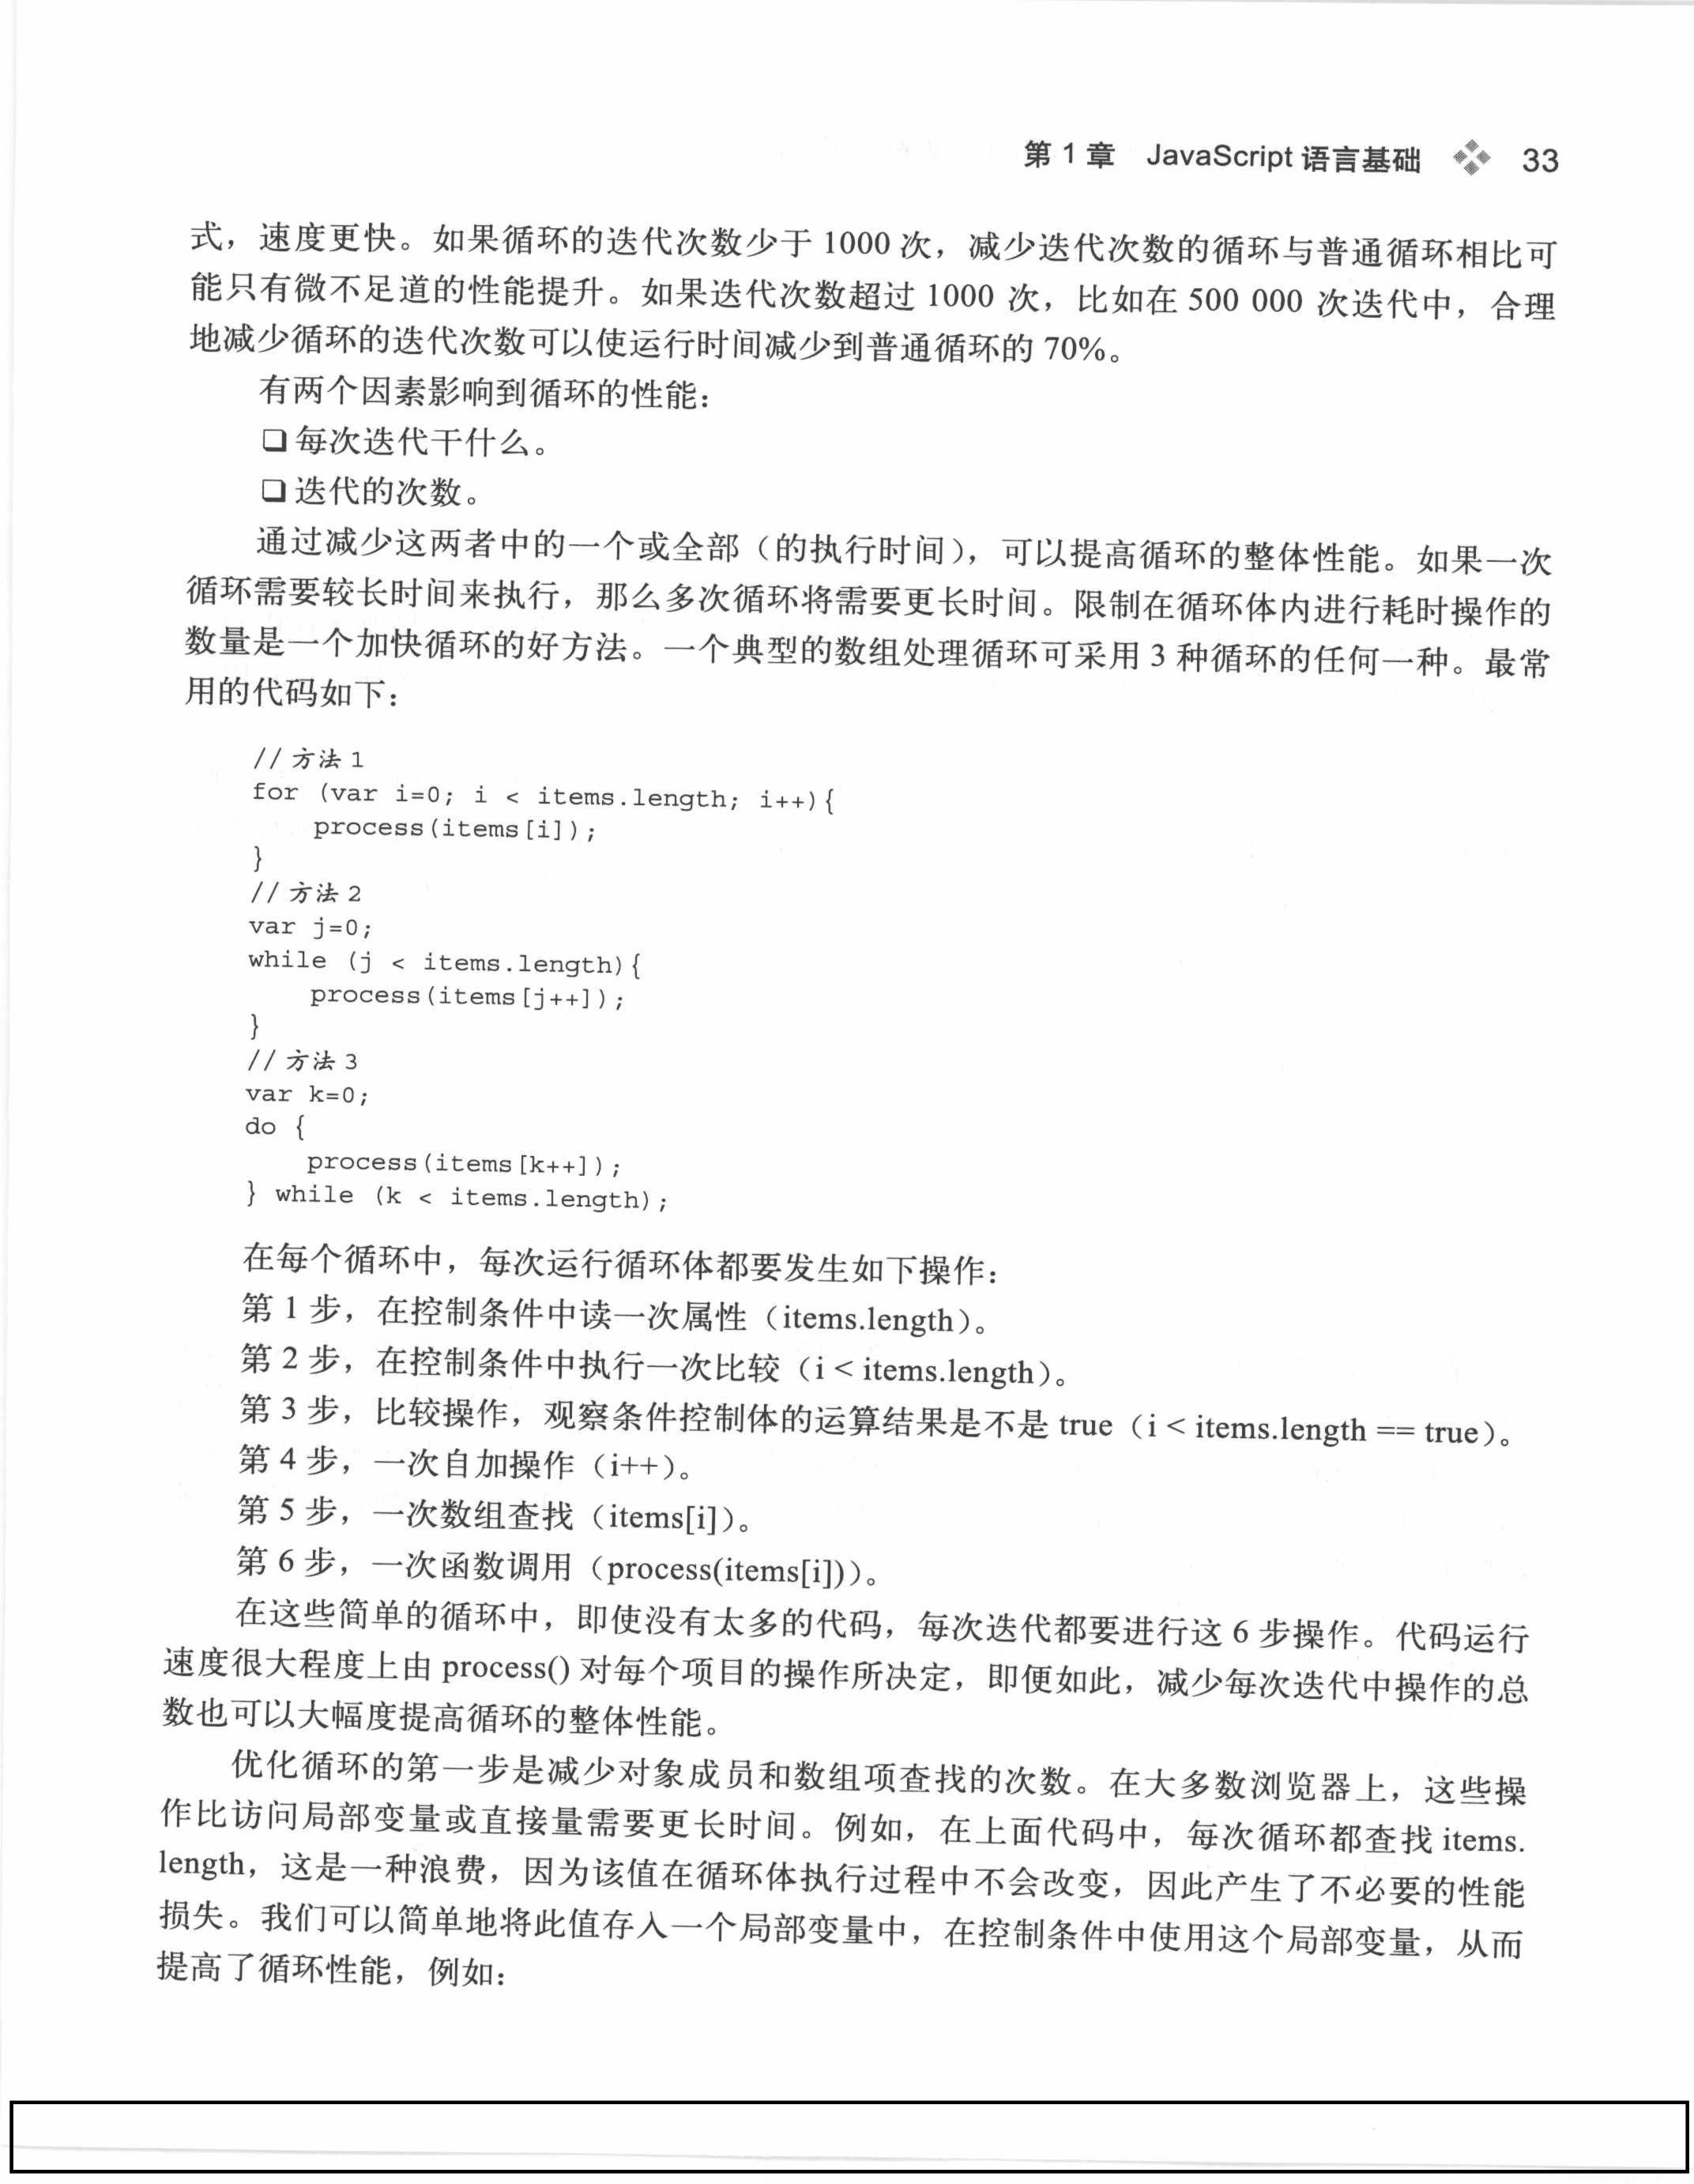 第 1 章 JavaScript 语言基础 33
式，速度更快。如果循环的迭代次数少于 1000 次，减少迭代次数的循环与普通循环相比可
能只有微不足道的性能提升。如果迭代次数超过 1000 次，比如在 500 000 次迭代中，合理
地减少循环的迭代次数可以使运行时间减少到普通循环的 70%。
有两个因素影响到循环的性能：
❑ 每次迭代干什么。
❑ 迭代的次数。
通过减少这两者中的一个或全部（的执行时间），可以提高循环的整体性能。如果一次
循环需要较长时间来执行，那么多次循环将需要更长时间。限制在循环体内进行耗时操作的
数量是一个加快循环的好方法。一个典型的数组处理循环可采用 3 种循环的任何一种。最常
用的代码如下：
// 方法 1
for (var i=0; i < items.length; i++){
    process(items[i]);
}
// 方法 2
var j=0;
while (j < items.length){
    process(items[j++]);
}
// 方法 3
var k=0;
do {
    process(items[k++]);
} while (k < items.length);
在每个循环中，每次运行循环体都要发生如下操作：
第 1 步，在控制条件中读一次属性（items.length）。
第 2 步，在控制条件中执行一次比较（i < items.length）。
第 3 步，比较操作，观察条件控制体的运算结果是不是 true（i < items.length == true）。
第 4 步，一次自加操作（i++）。
第 5 步，一次数组查找（items[i]）。
第 6 步，一次函数调用（process(items[i])）。
在这些简单的循环中，即使没有太多的代码，每次迭代都要进行这 6 步操作。代码运行
速度很大程度上由 process() 对每个项目的操作所决定，即便如此，减少每次迭代中操作的总
数也可以大幅度提高循环的整体性能。
优化循环的第一步是减少对象成员和数组项查找的次数。在大多数浏览器上，这些操
作比访问局部变量或直接量需要更长时间。例如，在上面代码中，每次循环都查找 items.
length，这是一种浪费，因为该值在循环体执行过程中不会改变，因此产生了不必要的性能
损失。我们可以简单地将此值存入一个局部变量中，在控制条件中使用这个局部变量，从而
提高了循环性能，例如：